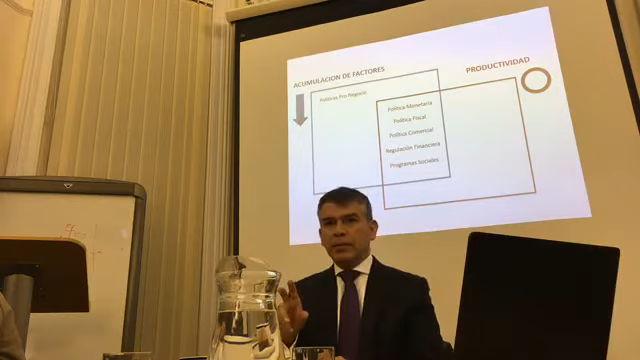 ACUMULACION DE FACTORES
PRODUCTIVIDAD
Políticas Pro-Negocio
Política Monetaria
Política Fiscal
Política Comercial
Regulación Financiera
Programas Sociales